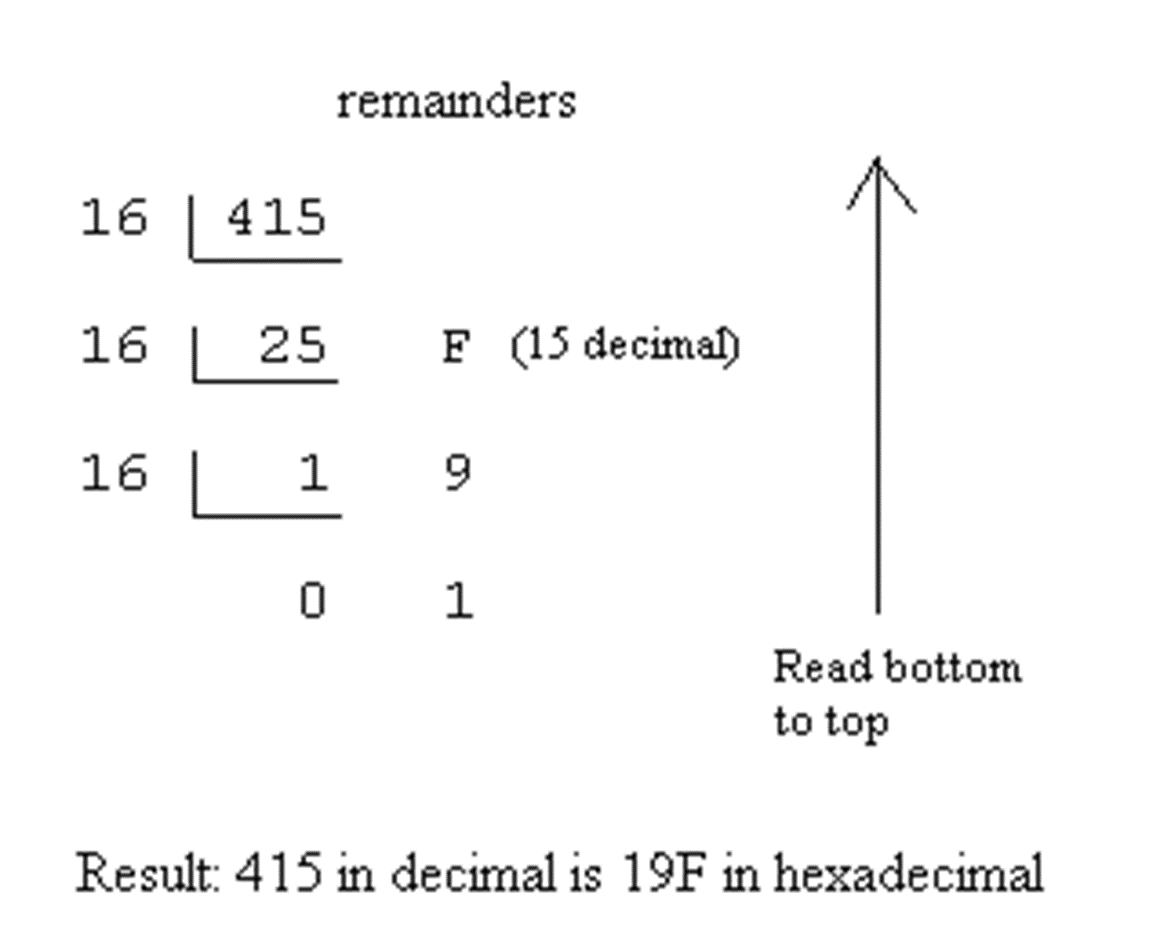 remainders
16 415
16 25 F (15 decimal)
16 1 9
0 1
Read bottom
to top
Result: 415 in decimal is 19F in hexadecimal